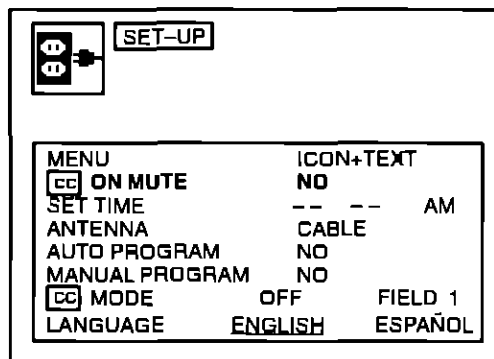 SET-UP
MENU ICON+TEXT
CC ON MUTE NO
SET TIME -- -- AM
ANTENNA CABLE
AUTO PROGRAM NO
MANUAL PROGRAM NO
CC MODE OFF FIELD 1
LANGUAGE ENGLISH ESPAÑOL